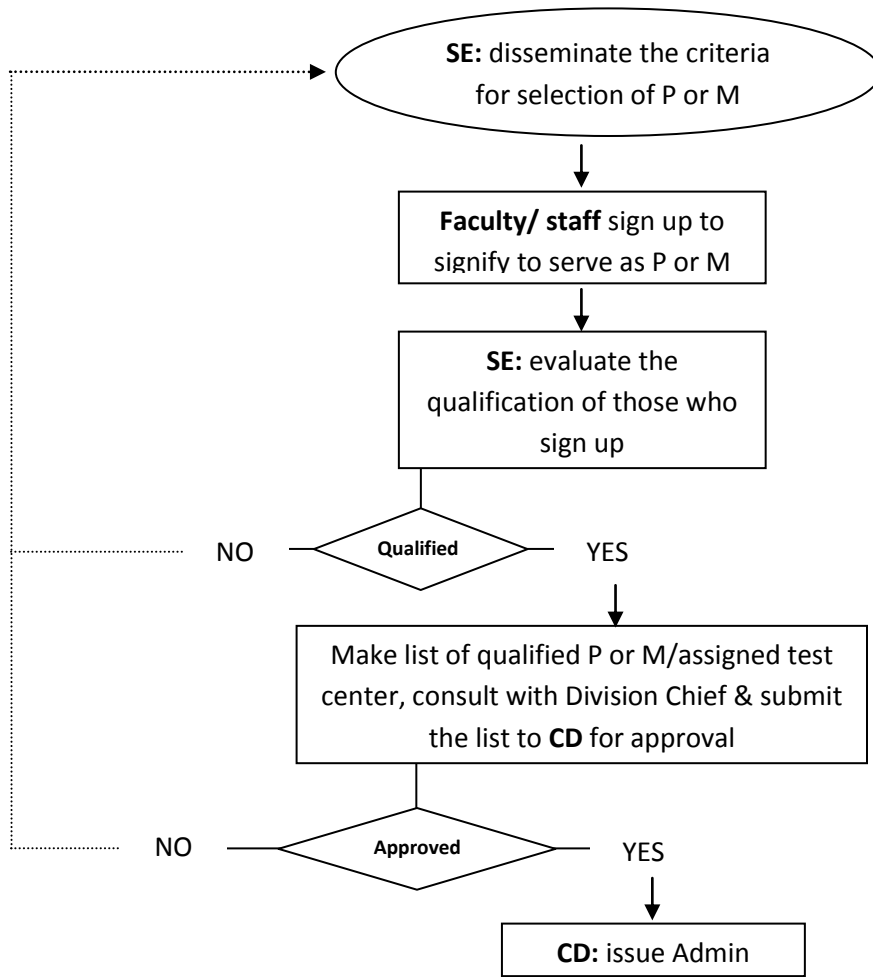 SE: disseminate the criteria
for selection of P or M
Faculty/ staff sign up to
signify to serve as P or M
SE: evaluate the
qualification of those who
sign up
NO
Qualified
YES
Make list of qualified P or M/assigned test
center, consult with Division Chief & submit
the list to CD for approval
NO
Approved
YES
CD: issue Admin